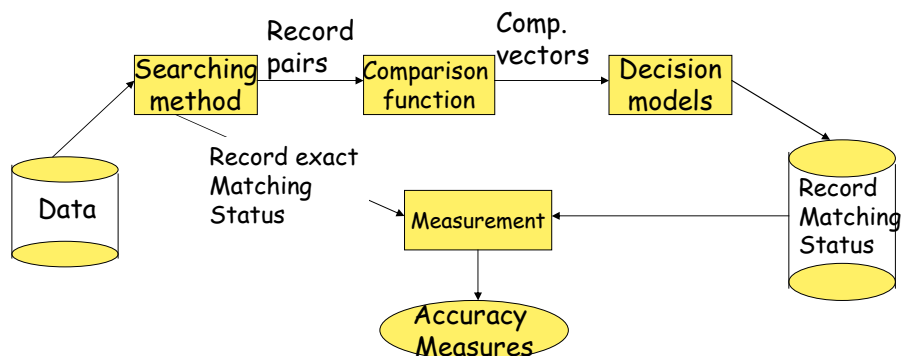 Record
pairs
Comp.
vectors
Searching
method
Comparison
function
Decision
models
Data
Record exact
Matching
Status
Measurement
Record
Matching
Status
Accuracy
Measures